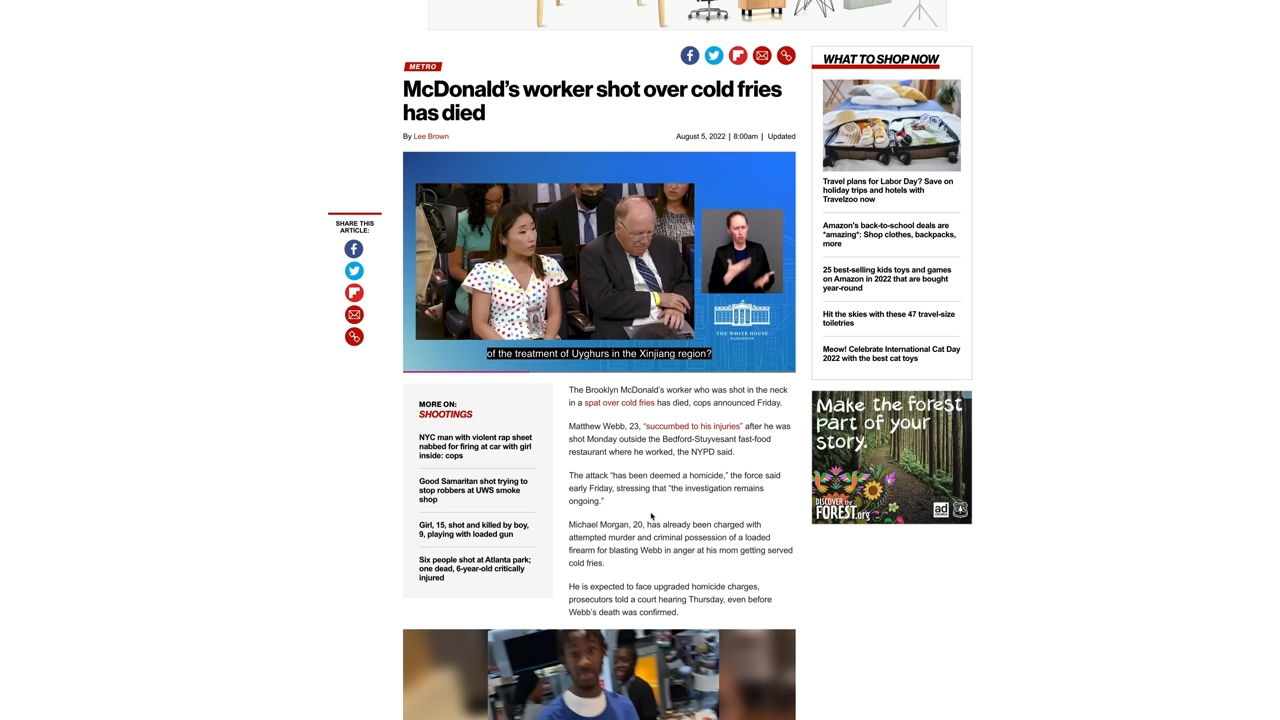 METRO
McDonald's worker shot over cold fries
has died
By Lee Brown
August 5, 2022 | 8:00am | Updated
SHARE THIS
ARTICLE:
of the treatment of Uyghurs in the Xinjiang region?
THE WHITE HOUSE
WASHINGTON
MORE ON:
SHOOTINGS
NYC man with violent rap sheet
nabbed for firing at car with girl
inside: cops
Good Samaritan shot trying to
stop robbers at UWS smoke
shop
Girl, 15, shot and killed by boy,
9, playing with loaded gun
Six people shot at Atlanta park;
one dead, 6-year-old critically
injured
The Brooklyn McDonald's worker who was shot in the neck
in a spat over cold fries has died, cops announced Friday.
Matthew Webb, 23, “succumbed to his injuries” after he was
shot Monday outside the Bedford-Stuyvesant fast-food
restaurant where he worked, the NYPD said.
The attack “has been deemed a homicide,” the force said
early Friday, stressing that “the investigation remains
ongoing.”
Michael Morgan, 20, has already been charged with
attempted murder and criminal possession of a loaded
firearm for blasting Webb in anger at his mom getting served
cold fries.
He is expected to face upgraded homicide charges,
prosecutors told a court hearing Thursday, even before
Webb's death was confirmed.
WHAT TO SHOP NOW
Travel plans for Labor Day? Save on
holiday trips and hotels with
Travelzoo now
Amazon's back-to-school deals are
*amazing*: Shop clothes, backpacks,
more
25 best-selling kids toys and games
on Amazon in 2022 that are bought
year-round
Hit the skies with these 47 travel-size
toiletries
Meow! Celebrate International Cat Day
2022 with the best cat toys
Make the forest
part of your
story.
DISCOVER the
FOREST.org
ad